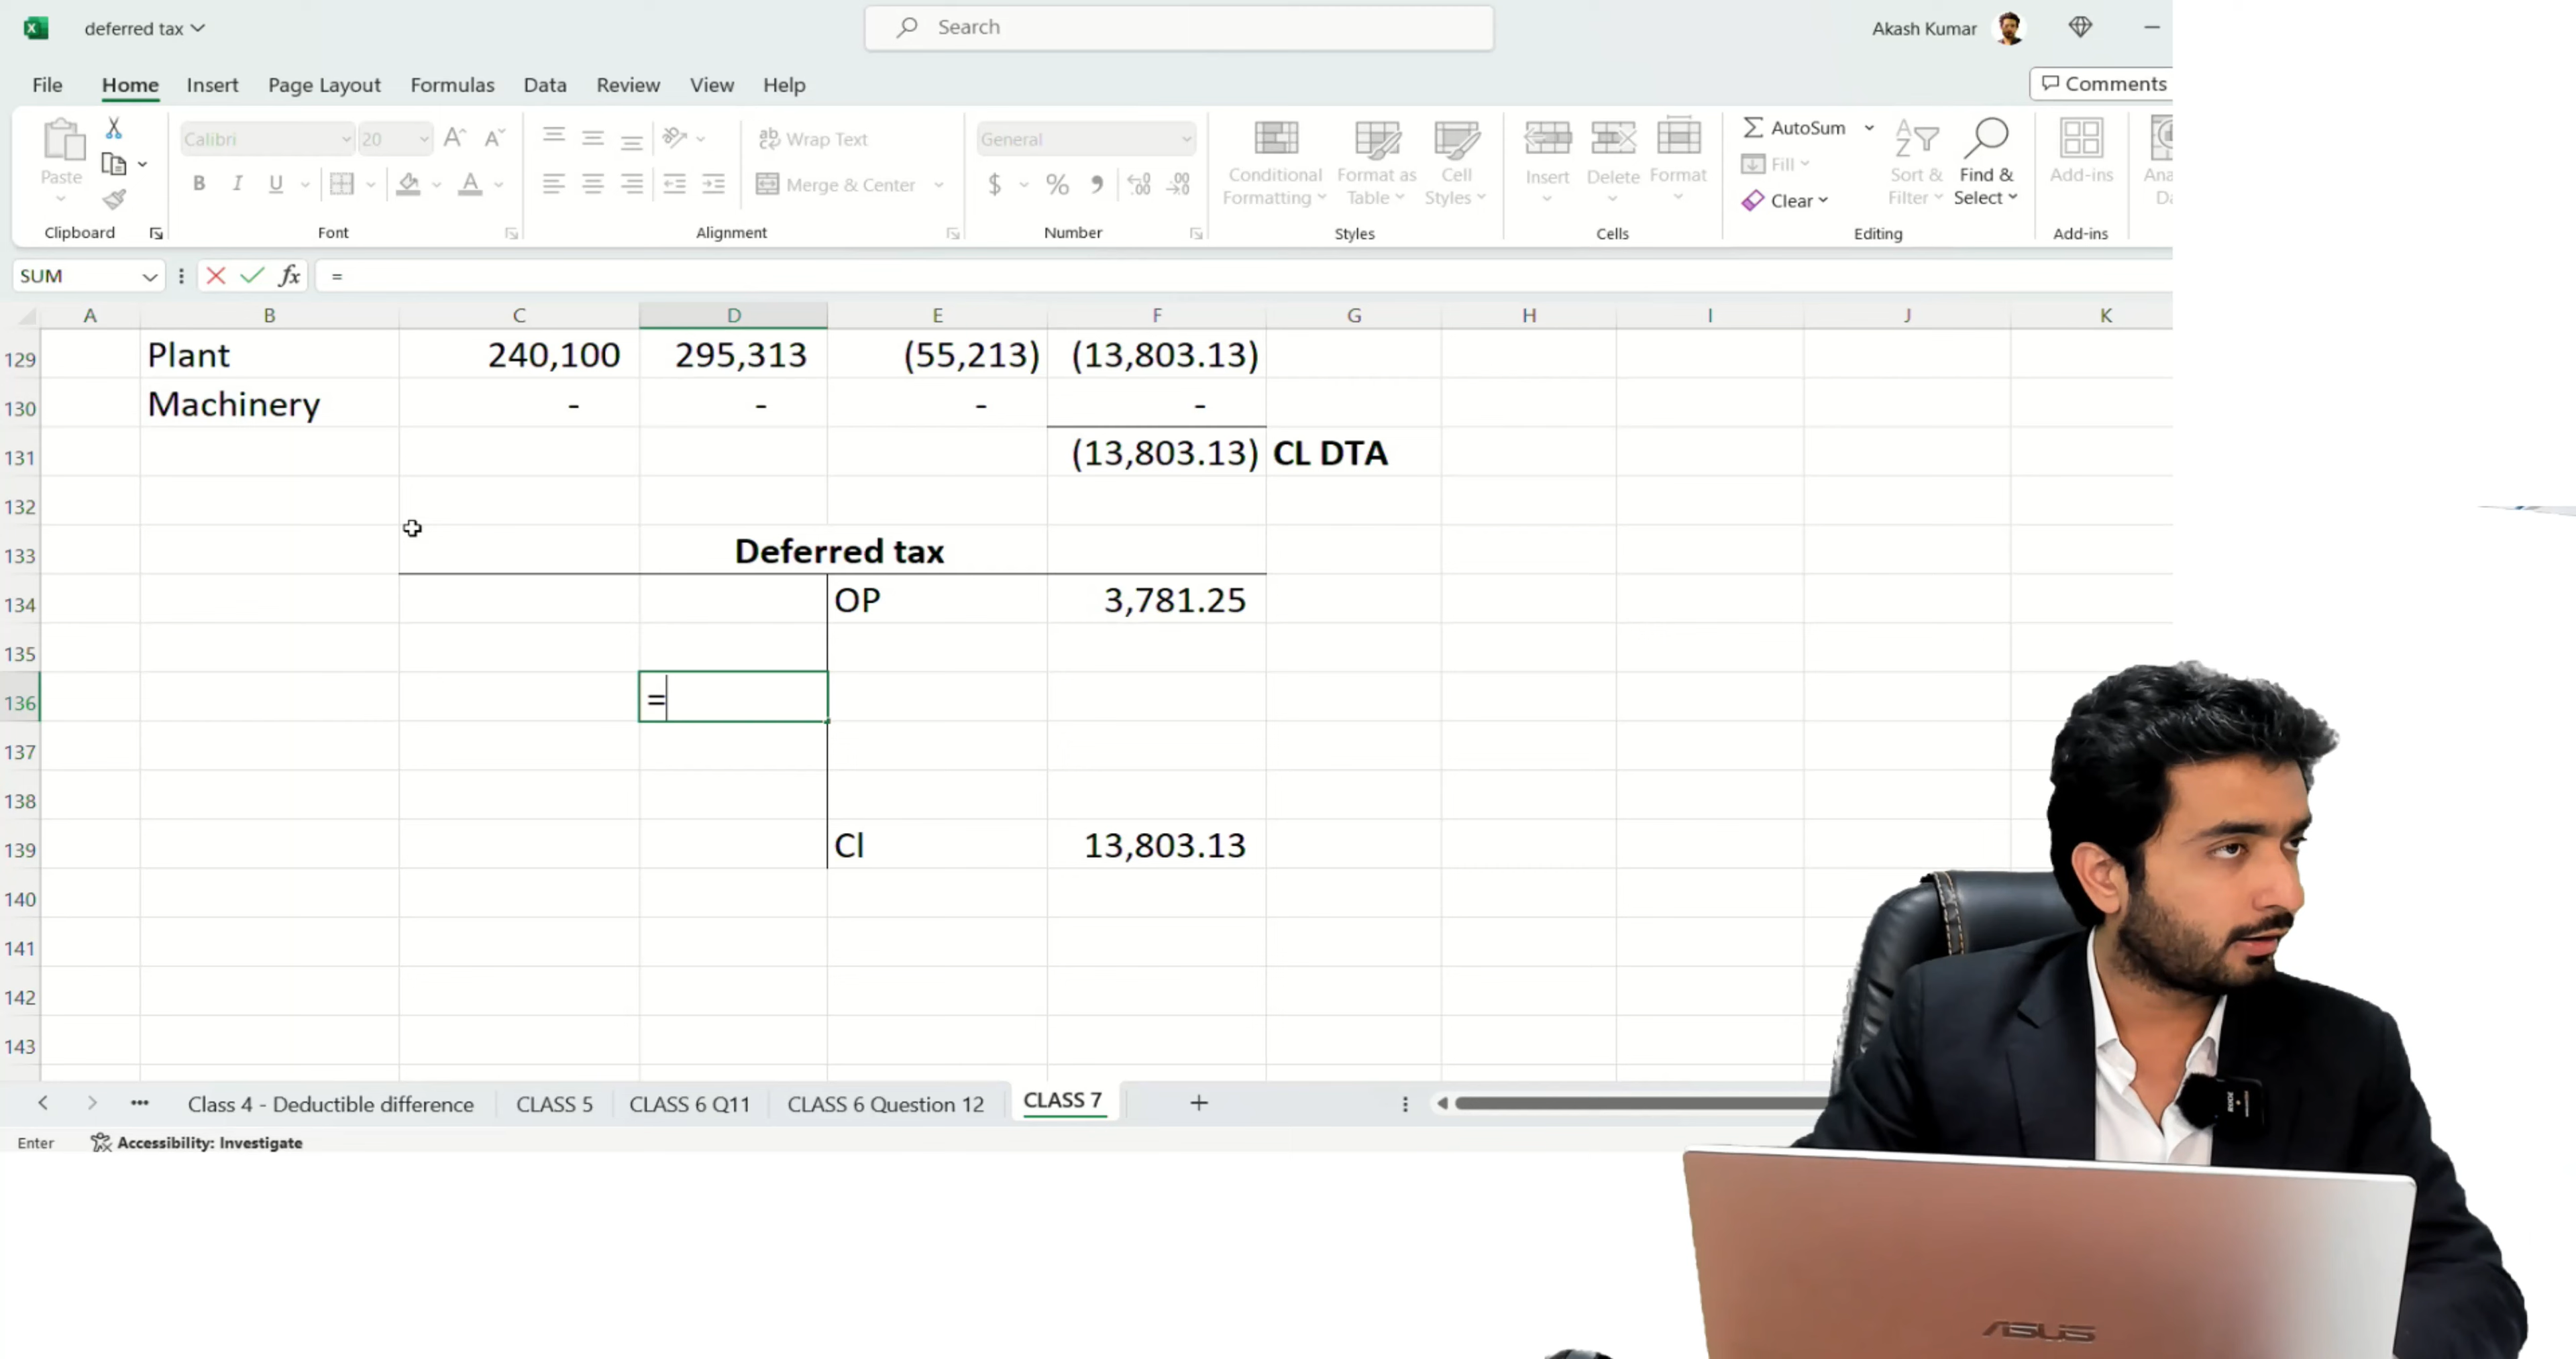 deferred tax
Search
Akash Kumar
File Home Insert Page Layout Formulas Data Review View Help
Comments
Paste
Calibri 20
B I U
ab Wrap Text
Merge & Center
General
$ % 9
Conditional Formatting
Format as Table
Cell Styles
Insert
Delete
Format
AutoSum
Fill
Clear
Sort & Filter
Find & Select
Add-ins
Clipboard Font Alignment Number Styles Cells Editing Add-ins
SUM fx =
A B C D E F G H I J K
129 Plant 240,100 295,313 (55,213) (13,803.13)
130 Machinery - - - -
131 (13,803.13) CL DTA
132
133 Deferred tax
134 OP 3,781.25
135
136 =
137
138
139 Cl 13,803.13
140
141
142
143
Class 4 - Deductible difference CLASS 5 CLASS 6 Q11 CLASS 6 Question 12 CLASS 7
Enter Accessibility: Investigate
RODE
ASUS